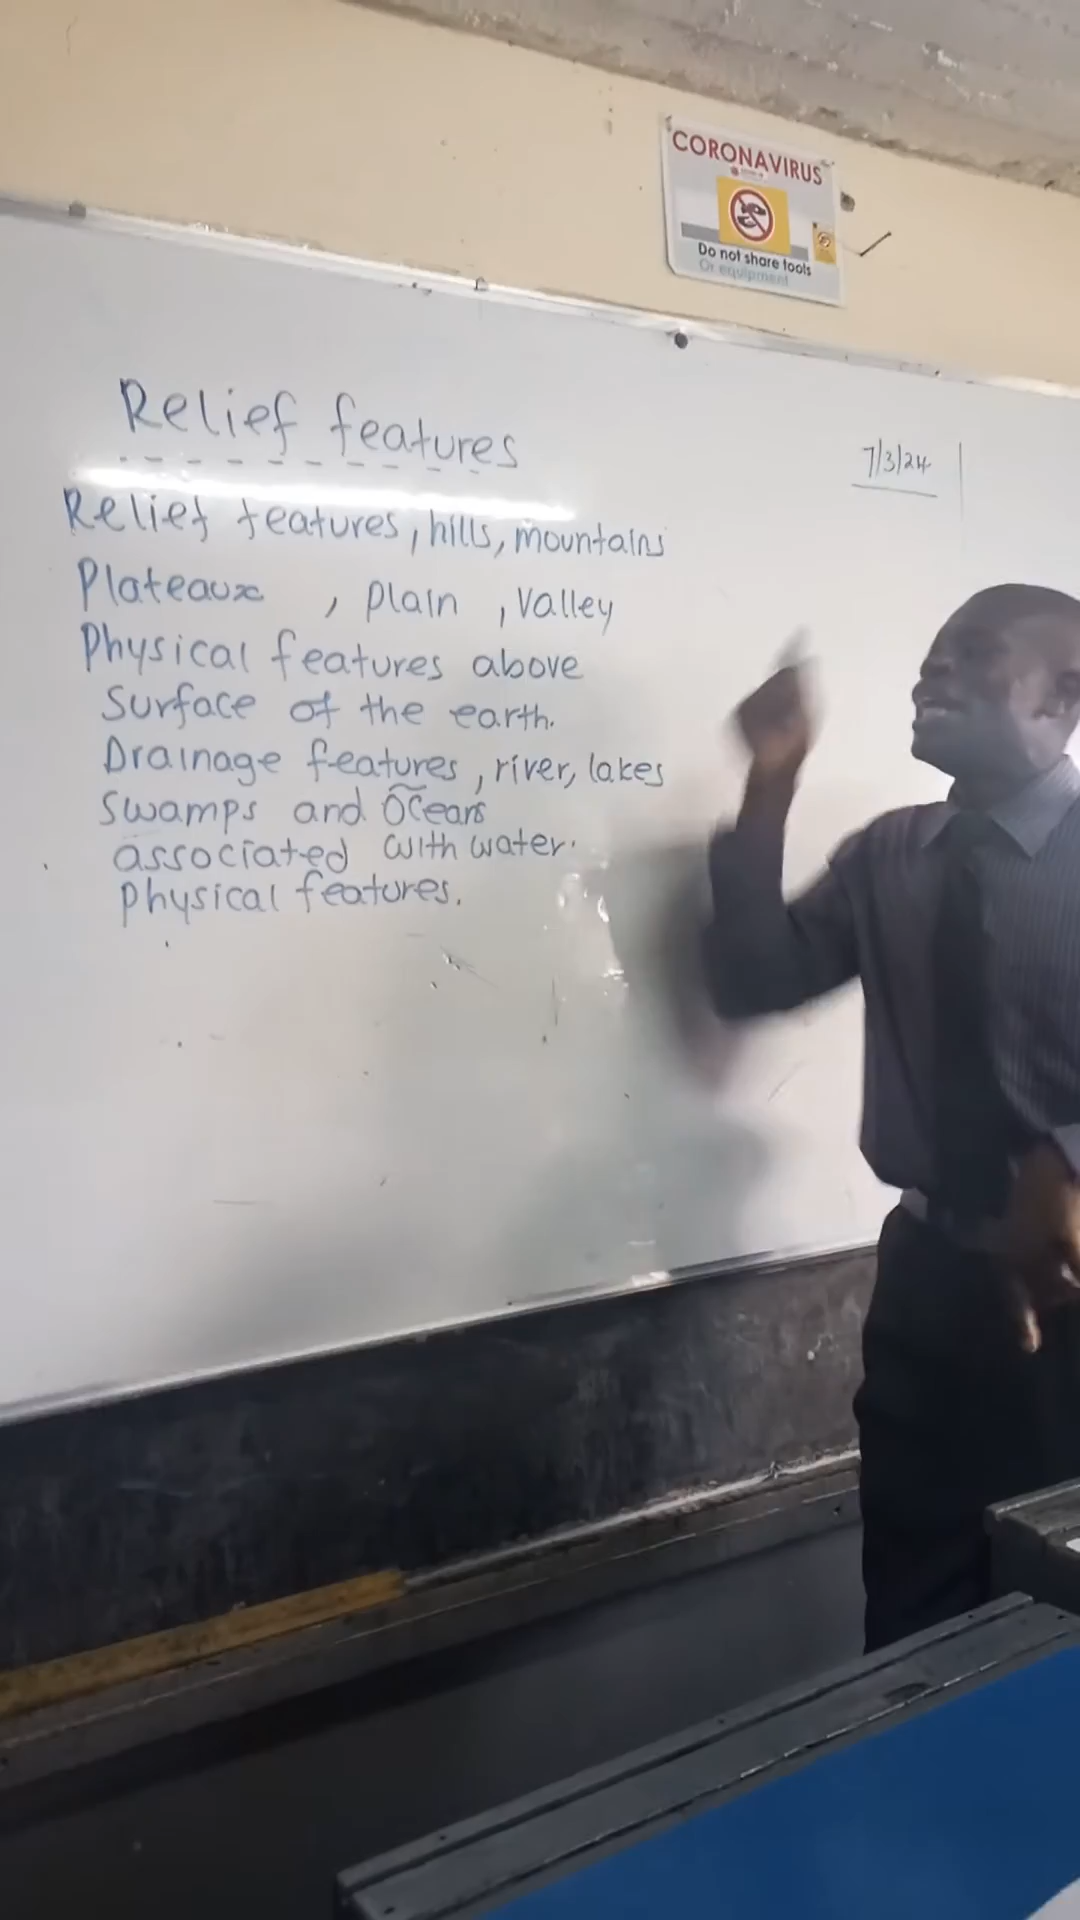 CORONAVIRUS
Do not share tools
Or equipment
Relief features
7/3/24
Relief features, hills, mountains
Plateaux , plain , valley
Physical features above
Surface of the earth.
Drainage features, river, lakes
Swamps and Oceans
associated with water.
physical features.